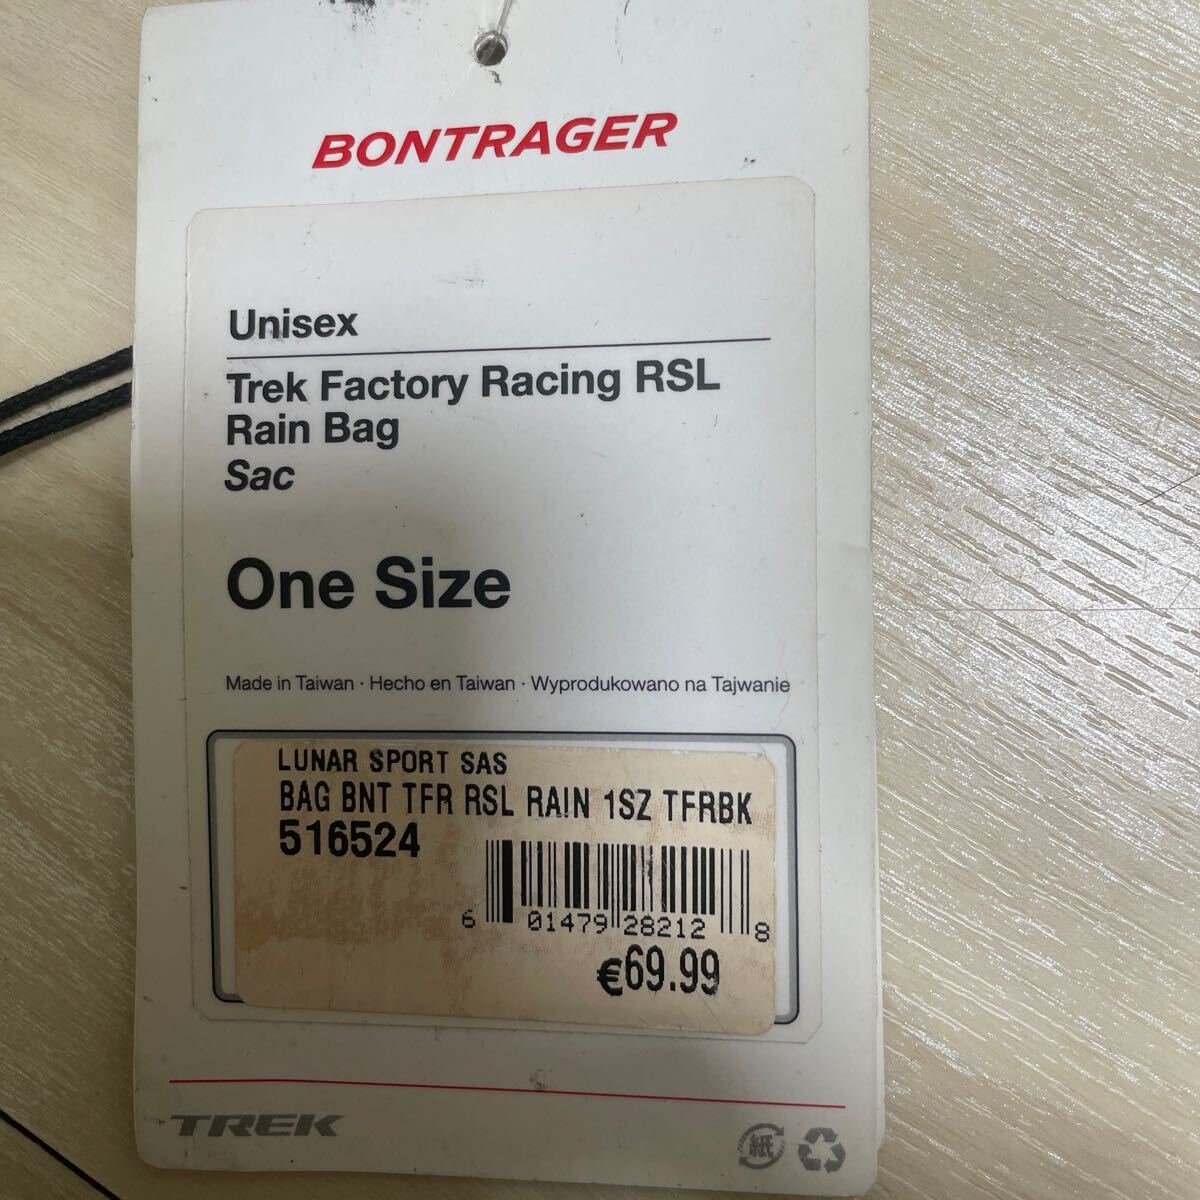 BONTRAGER
Unisex
Trek Factory Racing RSL
Rain Bag
Sac
One Size
Made in Taiwan · Hecho en Taiwan · Wyprodukowano na Tajwanie
LUNAR SPORT SAS
BAG BNT TFR RSL RAIN 1SZ TFRBK
516524
6 01479 28212 8
€69.99
TREK
紙